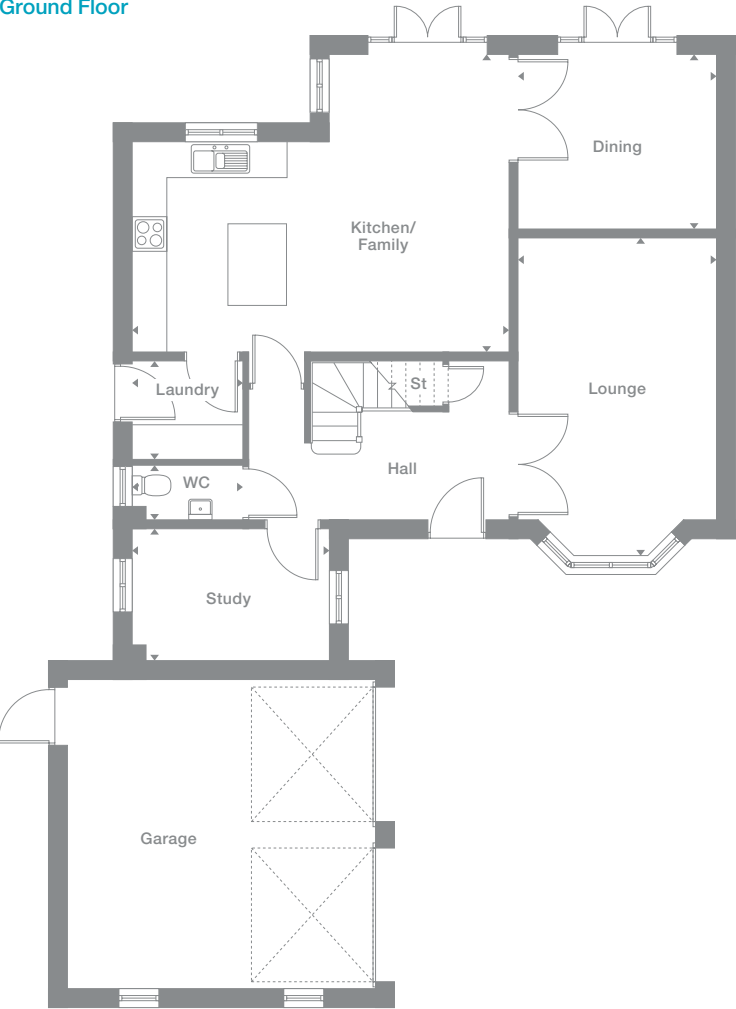 Ground Floor
Dining
Kitchen/
Family
Laundry
St
Lounge
Hall
WC
Study
Garage